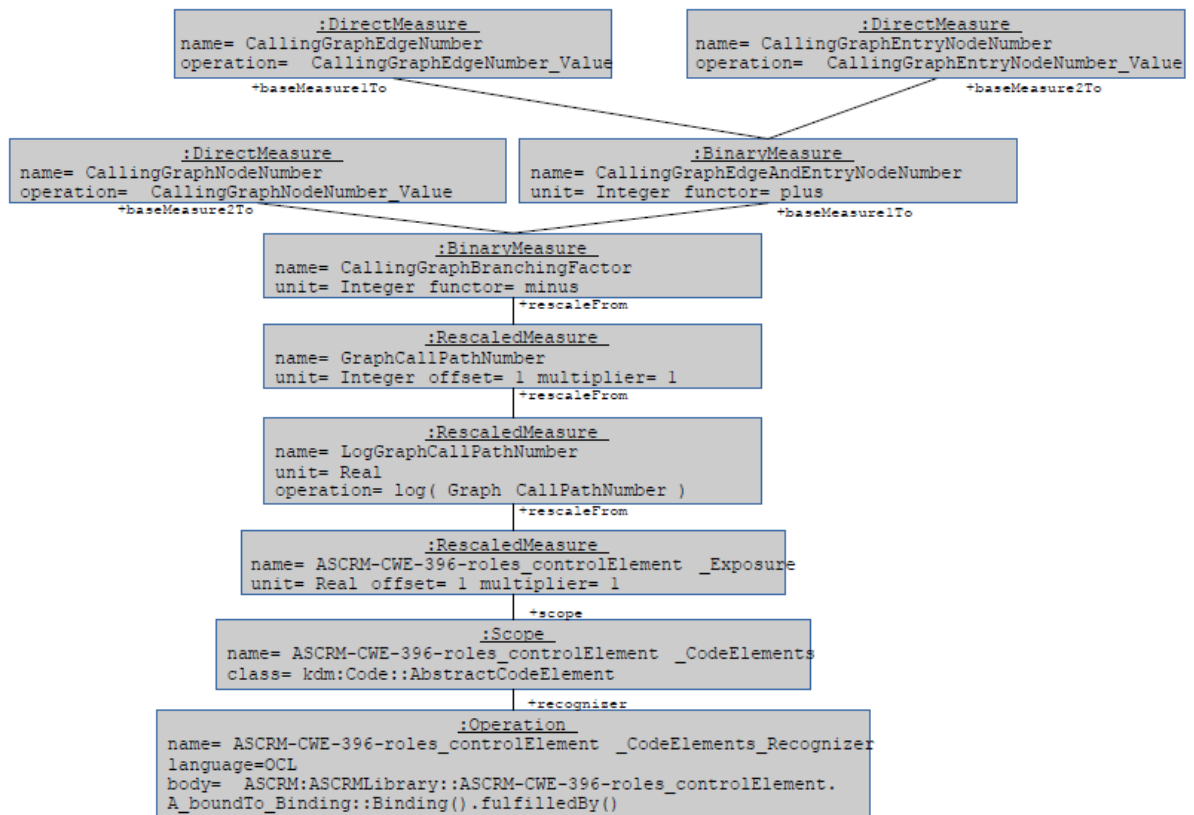 :DirectMeasure
name= CallingGraphEdgeNumber
operation= CallingGraphEdgeNumber_Value
:DirectMeasure
name= CallingGraphEntryNodeNumber
operation= CallingGraphEntryNodeNumber_Value
+baseMeasure1To
+baseMeasure2To
:DirectMeasure
name= CallingGraphNodeNumber
operation= CallingGraphNodeNumber_Value
:BinaryMeasure
name= CallingGraphEdgeAndEntryNodeNumber
unit= Integer functor= plus
+baseMeasure2To
+baseMeasure1To
:BinaryMeasure
name= CallingGraphBranchingFactor
unit= Integer functor= minus
+rescaleFrom
:RescaledMeasure
name= GraphCallPathNumber
unit= Integer offset= 1 multiplier= 1
+rescaleFrom
:RescaledMeasure
name= LogGraphCallPathNumber
unit= Real
operation= log( Graph CallPathNumber )
+rescaleFrom
:RescaledMeasure
name= ASCRM-CWE-396-roles_controlElement _Exposure
unit= Real offset= 1 multiplier= 1
+scope
:Scope
name= ASCRM-CWE-396-roles_controlElement _CodeElements
class= kdm:Code::AbstractCodeElement
+recognizer
:Operation
name= ASCRM-CWE-396-roles_controlElement _CodeElements_Recognizer
language=OCL
body= ASCRM:ASCRMLibrary::ASCRM-CWE-396-roles_controlElement.
A_boundTo_Binding::Binding().fulfilledBy()